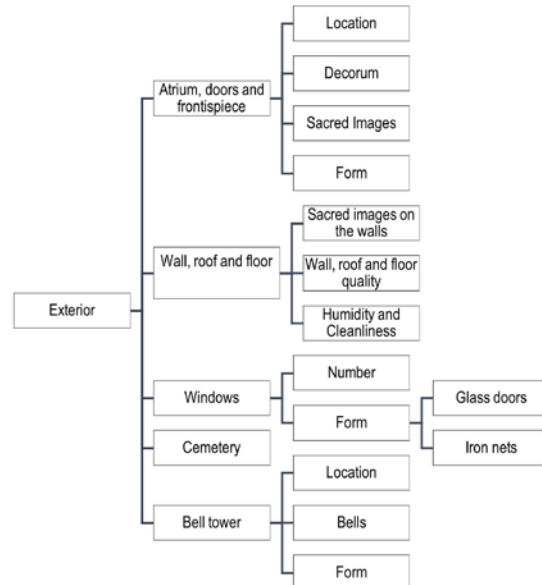 Location
Decorum
Atrium, doors and
frontispiece
Sacred Images
Form
Sacred images on
the walls
Wall, roof and floor
Wall, roof and floor
quality
Humidity and
Cleanliness
Exterior
Number
Windows
Form
Glass doors
Iron nets
Cemetery
Location
Bell tower
Bells
Form